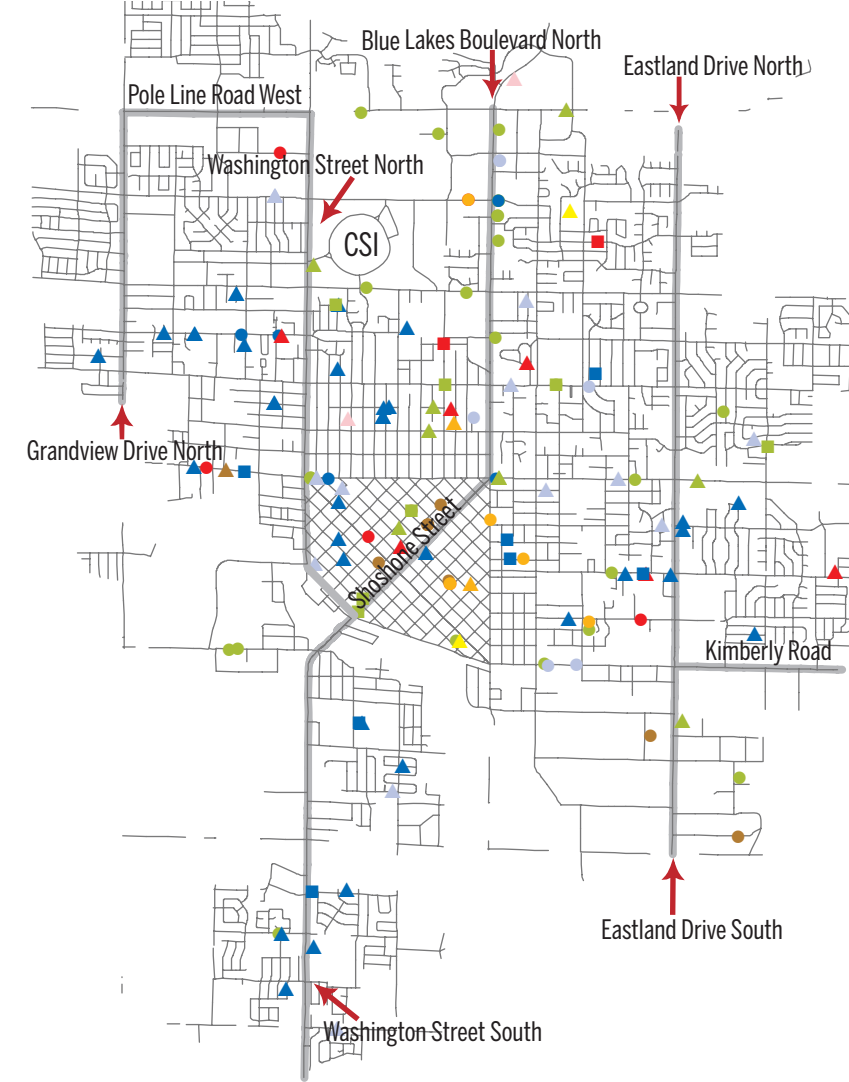 Blue Lakes Boulevard North
Eastland Drive North
Pole Line Road West
Washington Street North
CSI
Grandview Drive North
Shoshone Street
Kimberly Road
Eastland Drive South
Washington Street South